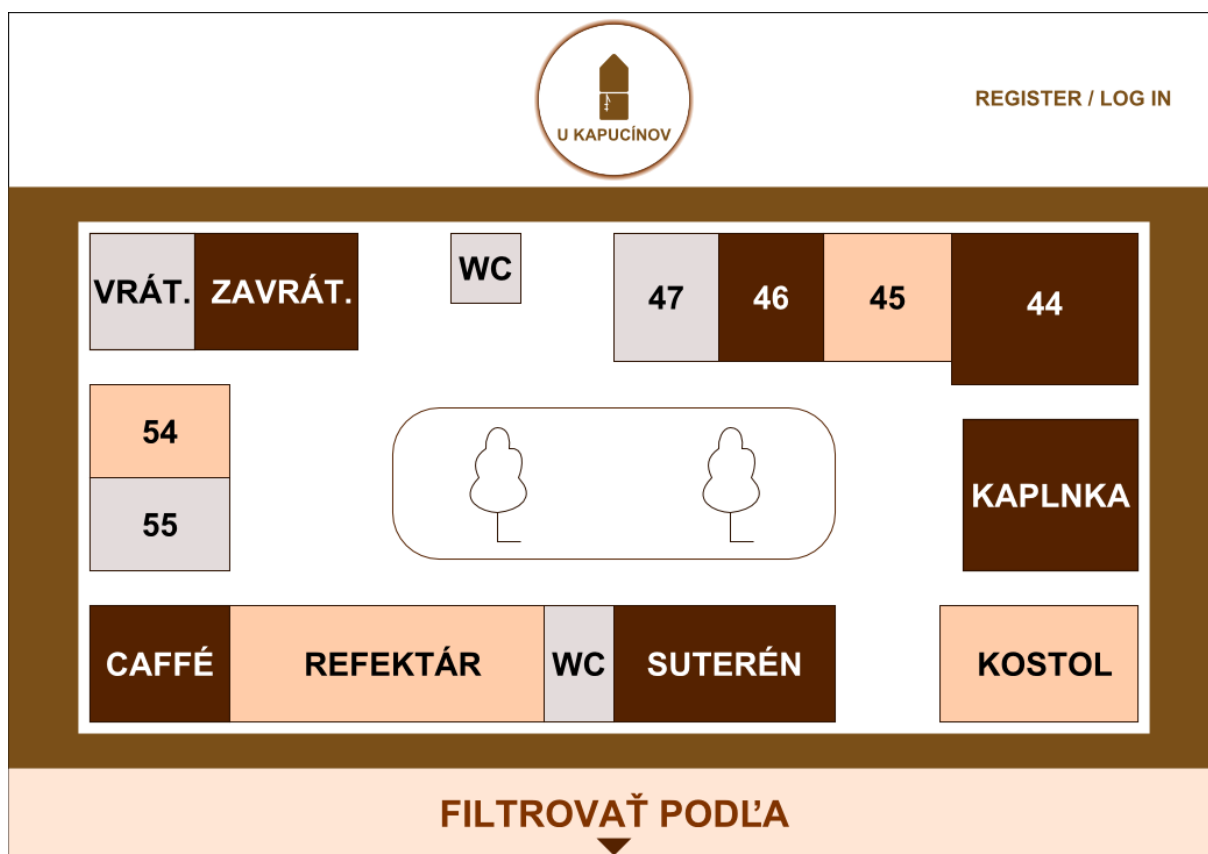 U KAPUCÍNOV
REGISTER / LOG IN
VRÁT.
ZAVRÁT.
WC
47
46
45
44
54
55
KAPLNKA
CAFFÉ
REFEKTÁR
WC
SUTERÉN
KOSTOL
FILTROVAŤ PODĽA